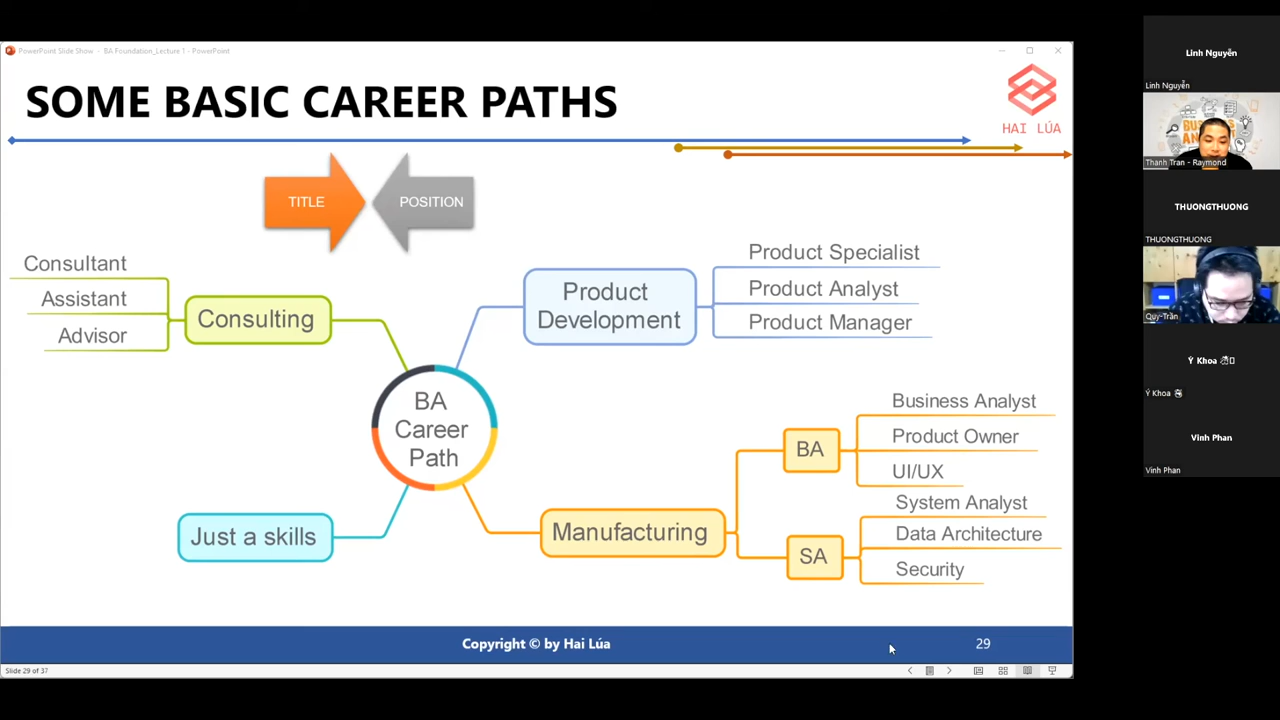 PowerPoint Slide Show - BA Foundation_Lecture 1 - PowerPoint
SOME BASIC CAREER PATHS
HAI LÚA
TITLE
POSITION
Consultant
Assistant
Advisor
Consulting
Product
Development
Product Specialist
Product Analyst
Product Manager
BA
Career
Path
Just a skills
Manufacturing
BA
Business Analyst
Product Owner
UI/UX
SA
System Analyst
Data Architecture
Security
Copyright © by Hai Lúa
29
Slide 29 of 37
Linh Nguyễn
Linh Nguyễn
Thanh Tran - Raymond
THUONGTHUONG
THUONGTHUONG
Quy-Trần
Ý Khoa
Ý Khoa
Vinh Phan
Vinh Phan